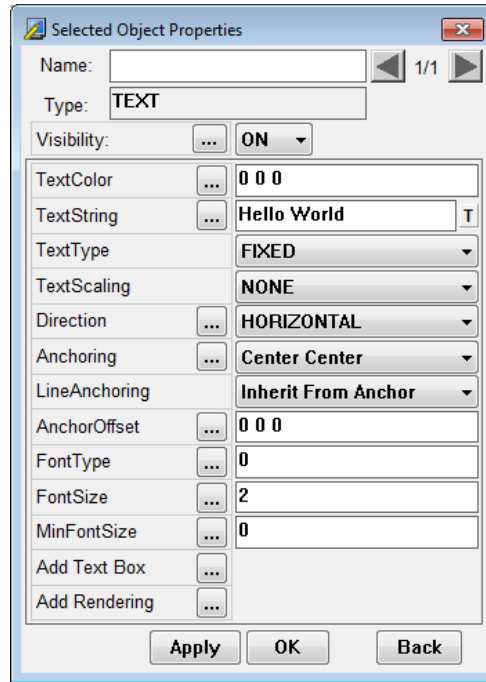 Selected Object Properties
Name: 1/1
Type: TEXT
Visibility: ... ON
TextColor ... 0 0 0
TextString ... Hello World T
TextType FIXED
TextScaling NONE
Direction ... HORIZONTAL
Anchoring ... Center Center
LineAnchoring Inherit From Anchor
AnchorOffset ... 0 0 0
FontType ... 0
FontSize ... 2
MinFontSize ... 0
Add Text Box ...
Add Rendering ...
Apply OK Back